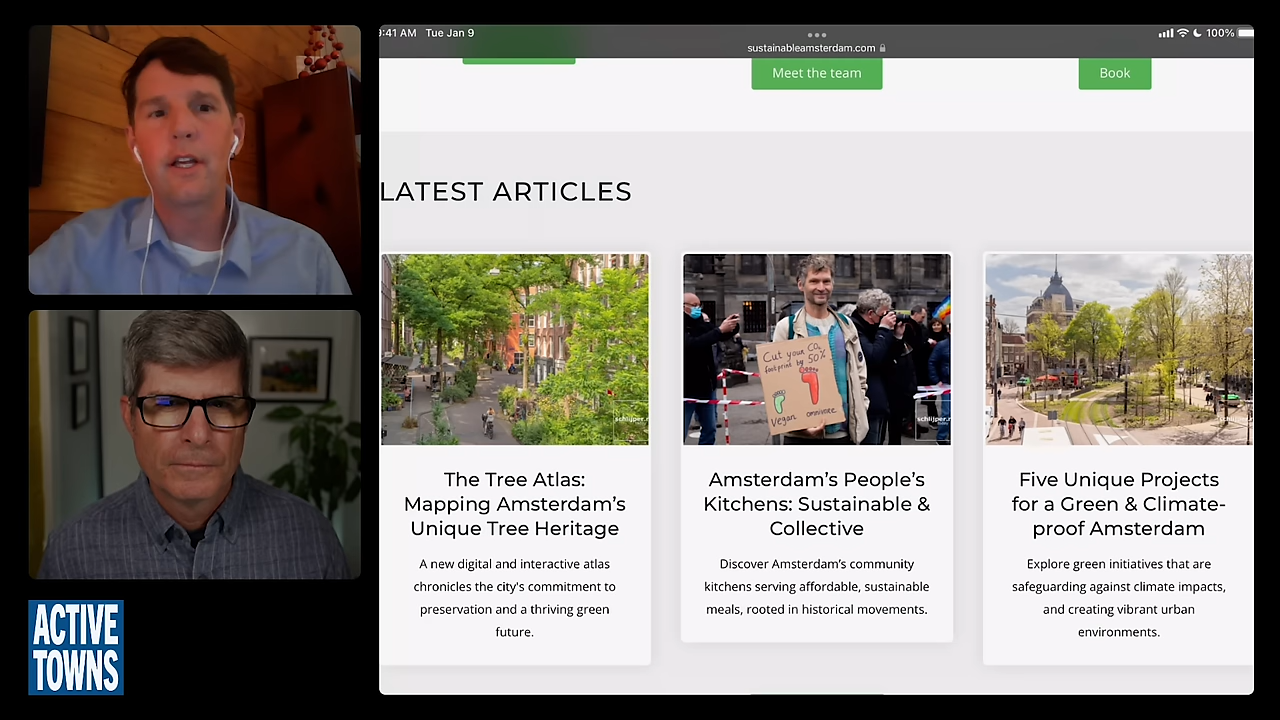 9:41 AM Tue Jan 9
sustainableamsterdam.com
100%
Meet the team
Book
LATEST ARTICLES
Cut your CO2
footprint by 50%
Vegan omnivore
schlijper.n
schlijper.n
schlijper.n
The Tree Atlas:
Mapping Amsterdam’s
Unique Tree Heritage
A new digital and interactive atlas
chronicles the city's commitment to
preservation and a thriving green
future.
Amsterdam’s People’s
Kitchens: Sustainable &
Collective
Discover Amsterdam’s community
kitchens serving affordable, sustainable
meals, rooted in historical movements.
Five Unique Projects
for a Green & Climate-
proof Amsterdam
Explore green initiatives that are
safeguarding against climate impacts,
and creating vibrant urban
environments.
ACTIVE
TOWNS